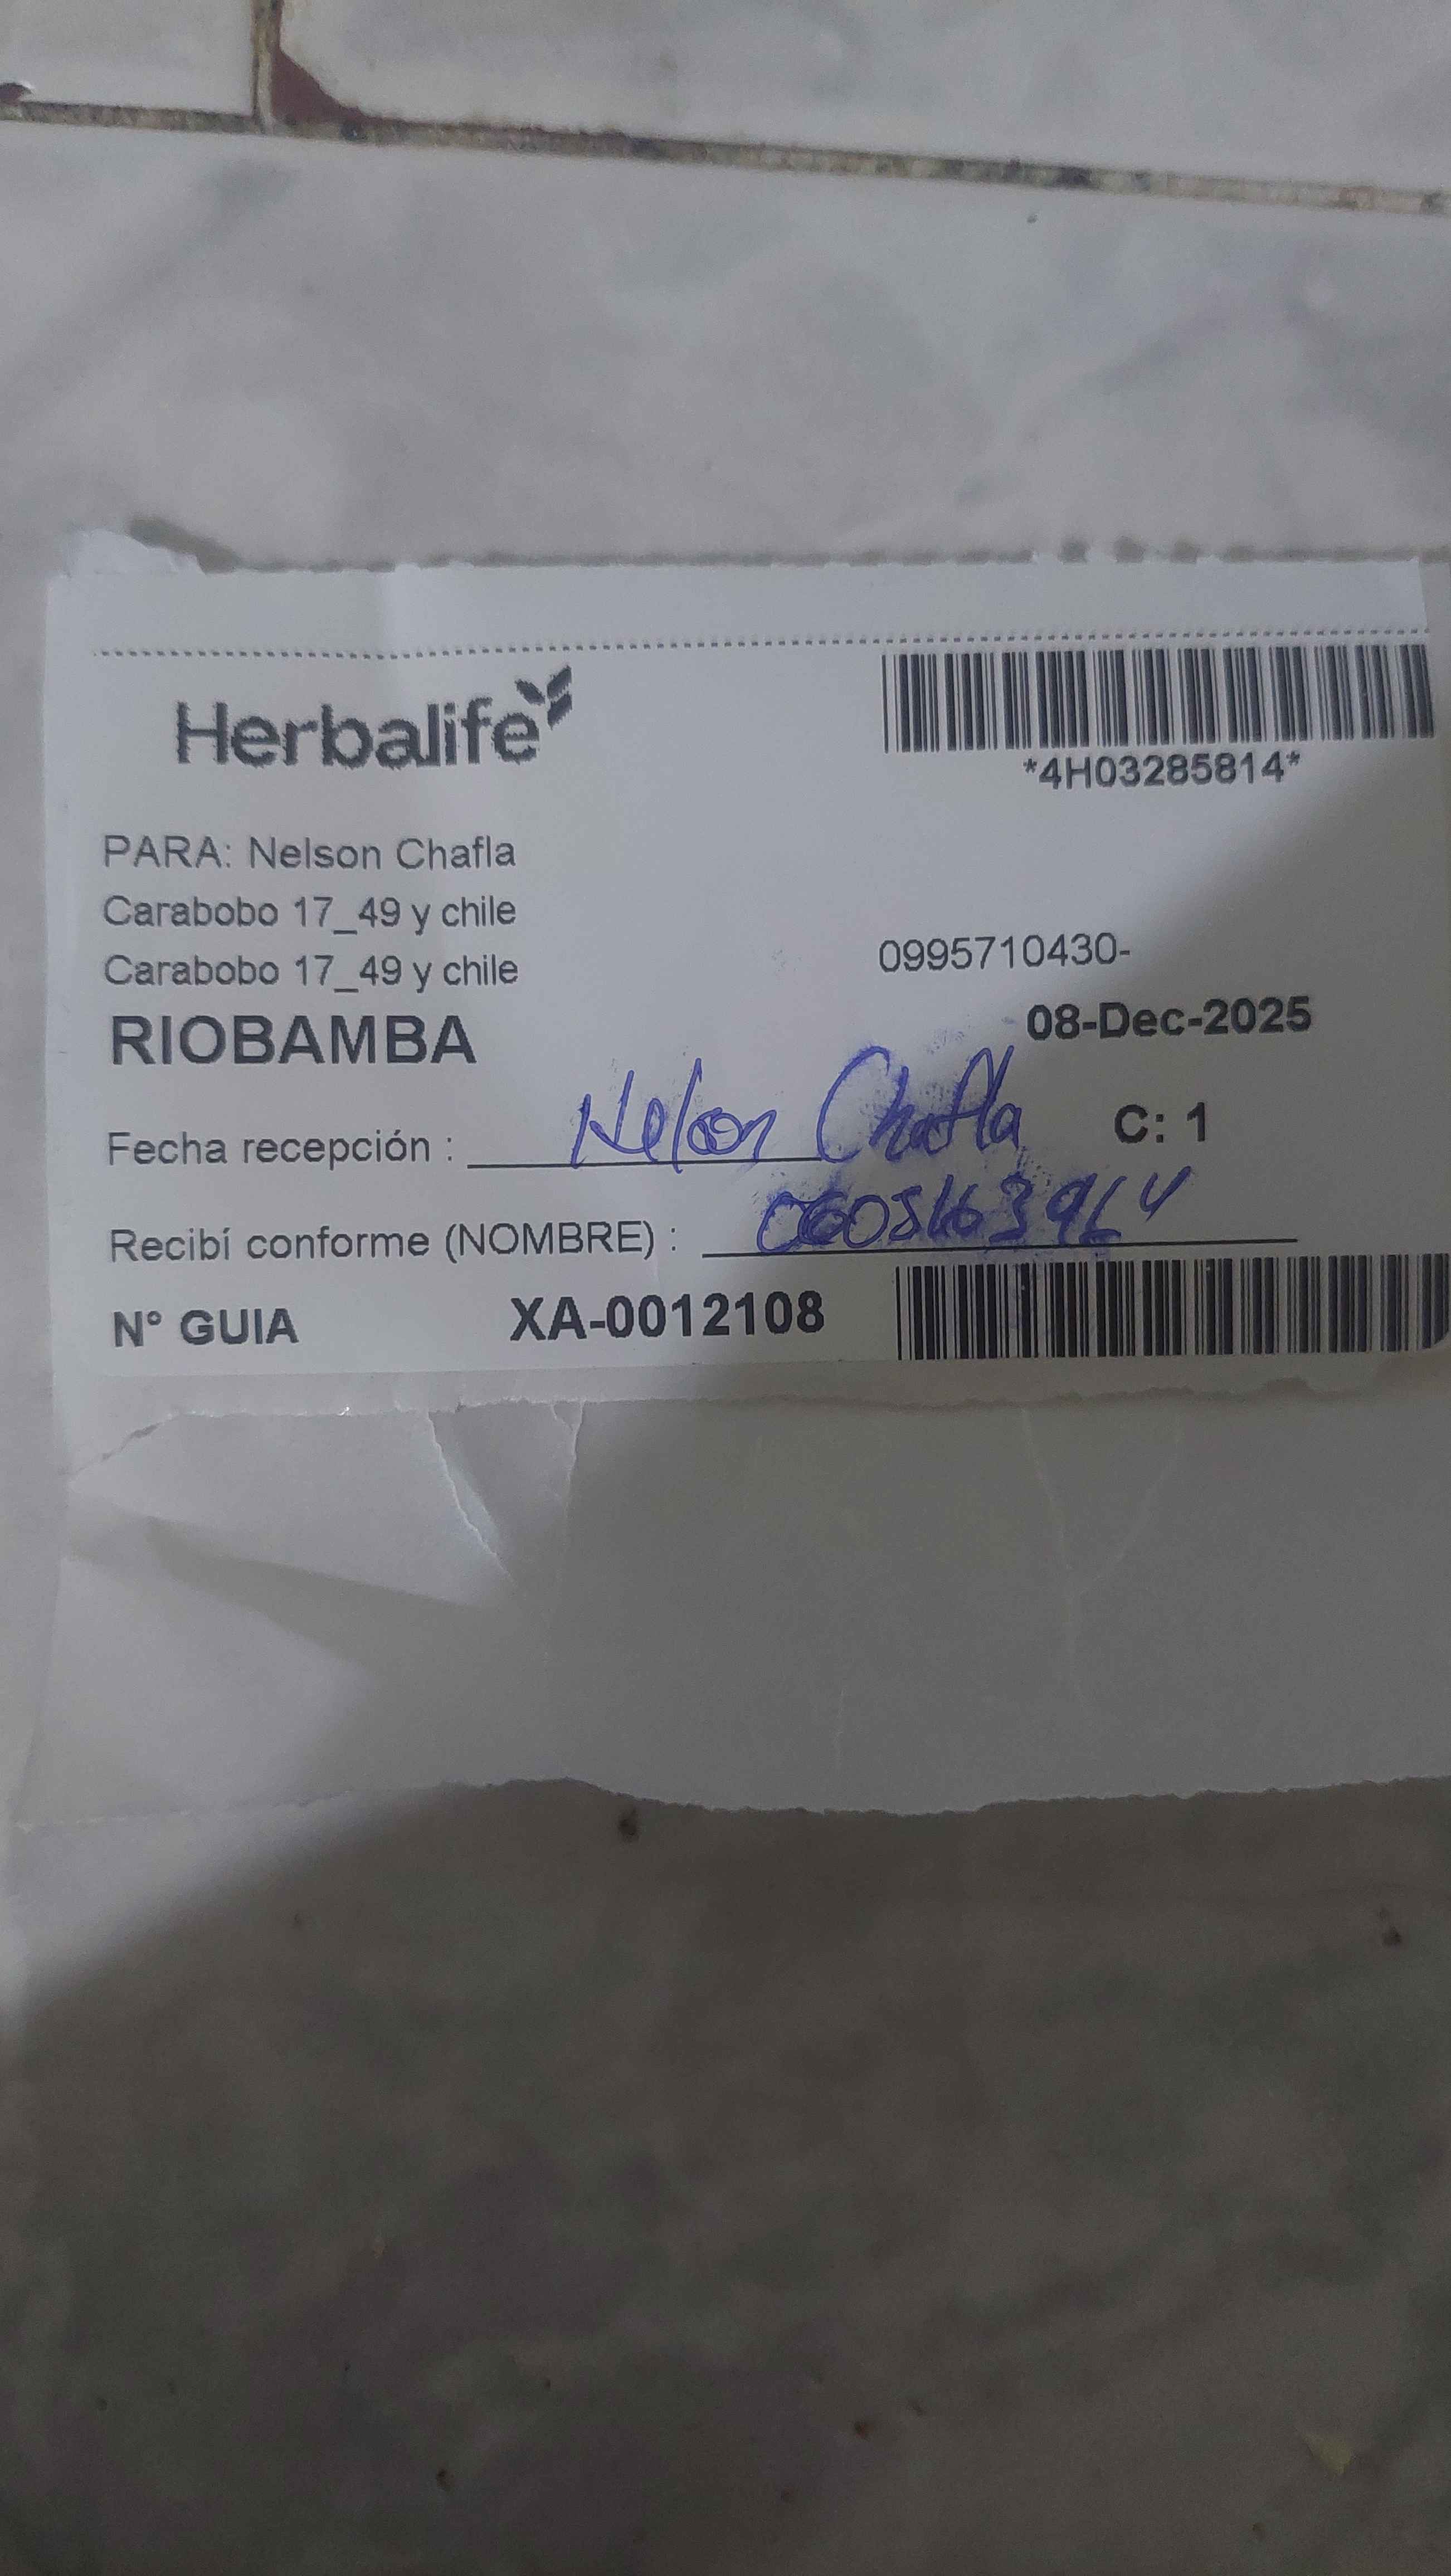 Herbalife
*4H03285814*
PARA: Nelson Chafla
Carabobo 17_49 y chile
Carabobo 17_49 y chile
0995710430-
RIOBAMBA
08-Dec-2025
Fecha recepción : Nelson Chafla
C: 1
Recibí conforme (NOMBRE) :
N° GUIA XA-0012108